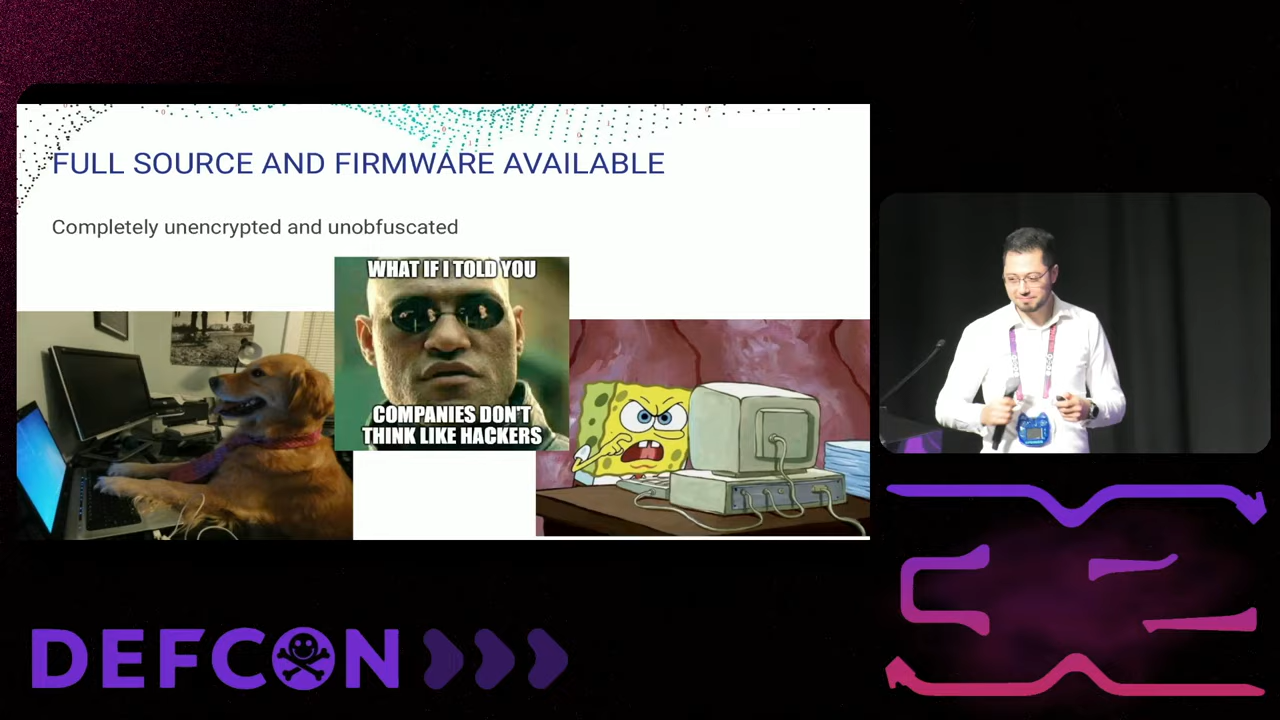 FULL SOURCE AND FIRMWARE AVAILABLE
Completely unencrypted and unobfuscated
WHAT IF I TOLD YOU
COMPANIES DON'T
THINK LIKE HACKERS
DEFCON